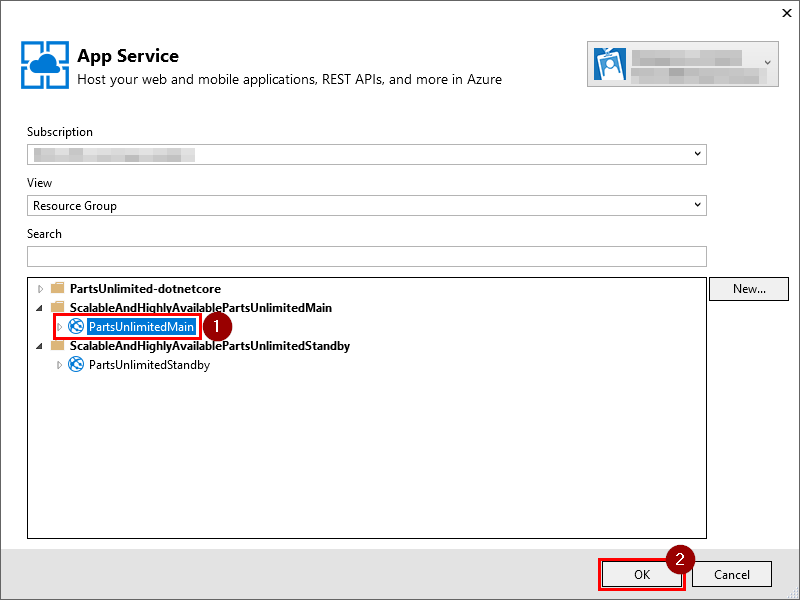 App Service
Host your web and mobile applications, REST APIs, and more in Azure
Subscription
View
Resource Group
Search
PartsUnlimited-dotnetcore
New...
ScalableAndHighlyAvailablePartsUnlimitedMain
PartsUnlimitedMain
1
ScalableAndHighlyAvailablePartsUnlimitedStandby
PartsUnlimitedStandby
2
OK
Cancel